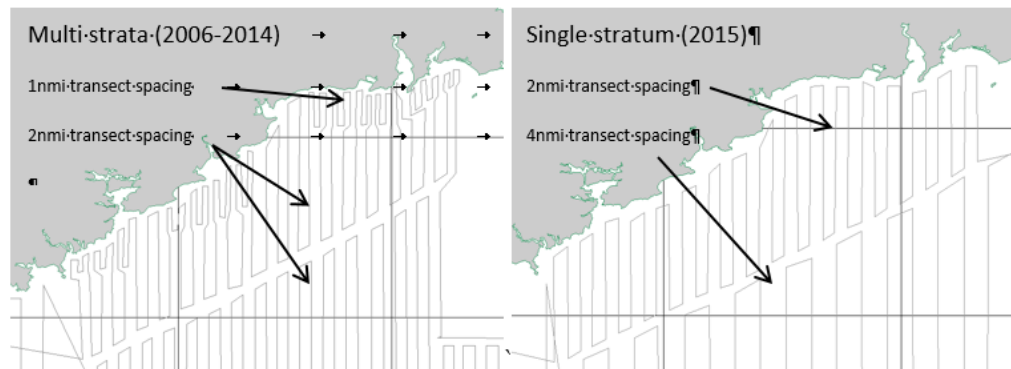 Multi·strata·(2006-2014) → → →
1nmi·transect·spacing· → → →
2nmi·transect·spacing· → → → →
¶
Single·stratum·(2015)¶
2nmi·transect·spacing¶
4nmi·transect·spacing¶